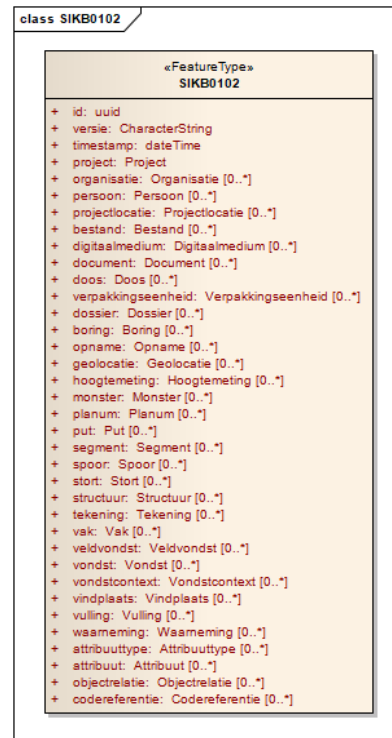 class SIKB0102
«FeatureType»
SIKB0102
+ id: uuid
+ versie: CharacterString
+ timestamp: dateTime
+ project: Project
+ organisatie: Organisatie [0..*]
+ persoon: Persoon [0..*]
+ projectlocatie: Projectlocatie [0..*]
+ bestand: Bestand [0..*]
+ digitaalmedium: Digitaalmedium [0..*]
+ document: Document [0..*]
+ doos: Doos [0..*]
+ verpakkingseenheid: Verpakkingseenheid [0..*]
+ dossier: Dossier [0..*]
+ boring: Boring [0..*]
+ opname: Opname [0..*]
+ geolocatie: Geolocatie [0..*]
+ hoogtemeting: Hoogtemeting [0..*]
+ monster: Monster [0..*]
+ planum: Planum [0..*]
+ put: Put [0..*]
+ segment: Segment [0..*]
+ spoor: Spoor [0..*]
+ stort: Stort [0..*]
+ structuur: Structuur [0..*]
+ tekening: Tekening [0..*]
+ vak: Vak [0..*]
+ veldvondst: Veldvondst [0..*]
+ vondst: Vondst [0..*]
+ vondstcontext: Vondstcontext [0..*]
+ vindplaats: Vindplaats [0..*]
+ vulling: Vulling [0..*]
+ waarneming: Waarneming [0..*]
+ attribuuttype: Attribuuttype [0..*]
+ attribuut: Attribuut [0..*]
+ objectrelatie: Objectrelatie [0..*]
+ codereferentie: Codereferentie [0..*]